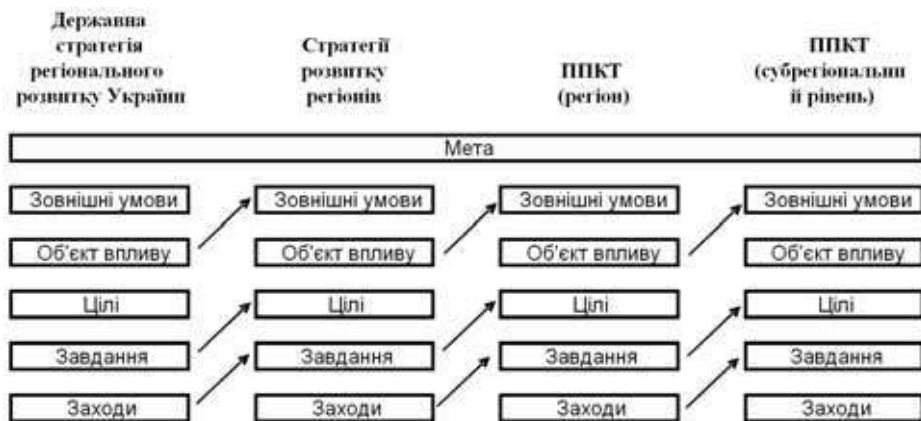 Державна
стратегія
регіонального
розвитку України
Стратегії
розвитку
регіонів
ППКТ
(регіон)
ППКТ
(субрегіональни
й рівень)
Мета
Зовнішні умови
Зовнішні умови
Зовнішні умови
Зовнішні умови
Об'єкт впливу
Об'єкт впливу
Об'єкт впливу
Об'єкт впливу
Цілі
Цілі
Цілі
Цілі
Завдання
Завдання
Завдання
Завдання
Заходи
Заходи
Заходи
Заходи